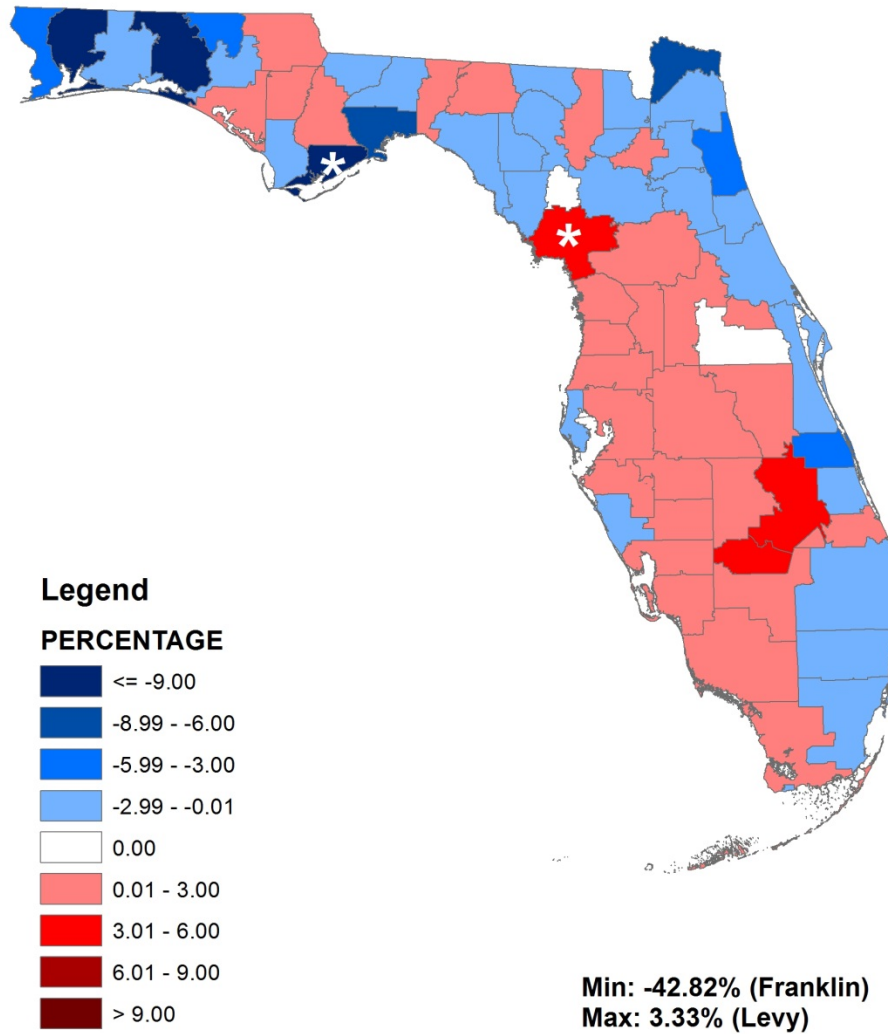 *
*
Legend
PERCENTAGE
<= -9.00
-8.99 - -6.00
-5.99 - -3.00
-2.99 - -0.01
0.00
0.01 - 3.00
3.01 - 6.00
6.01 - 9.00
> 9.00
Min: -42.82% (Franklin)
Max: 3.33% (Levy)